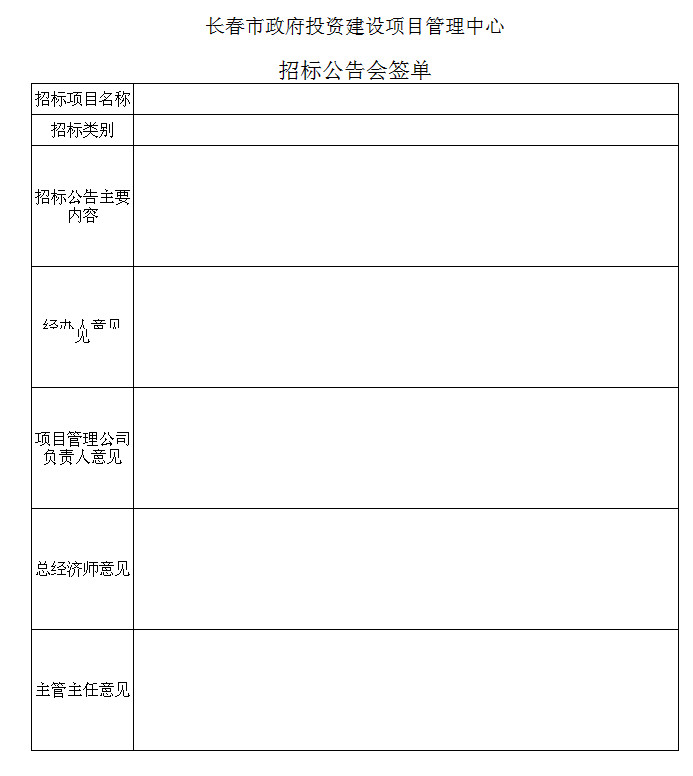 长春市政府投资建设项目管理中心
招标公告会签单
招标项目名称
招标类别
招标公告主要
内容
经办人意见
见
项目管理公司
负责人意见
总经济师意见
主管主任意见